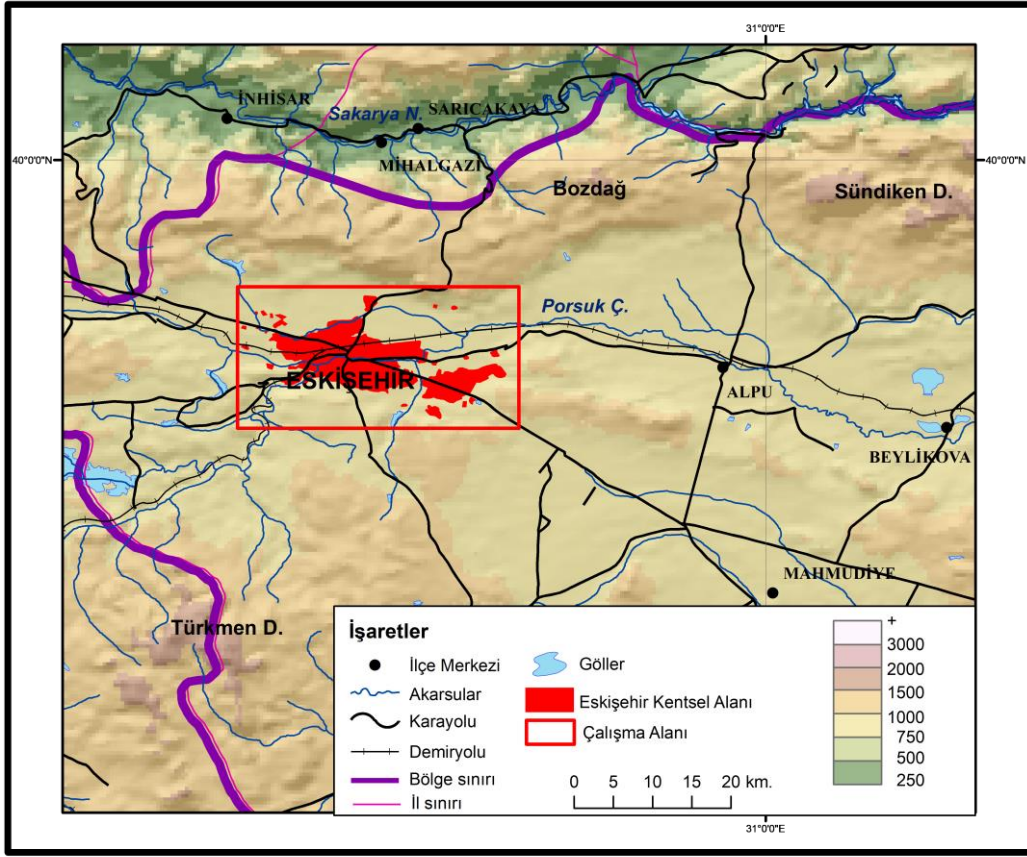 31°0'0"E
İNHİSAR
SARICAKAYA
Sakarya N.
MİHALGAZİ
40°0'0"N
40°0'0"N
Bozdağ
Sündiken D.
Porsuk Ç.
ESKİŞEHİR
ALPU
BEYLİKOVA
MAHMUDİYE
Türkmen D.
İşaretler
İlçe Merkezi
Akarsular
Karayolu
Demiryolu
Bölge sınırı
İl sınırı
Göller
Eskişehir Kentsel Alanı
Çalışma Alanı
0 5 10 15 20 km.
+
3000
2000
1500
1000
750
500
250
31°0'0"E